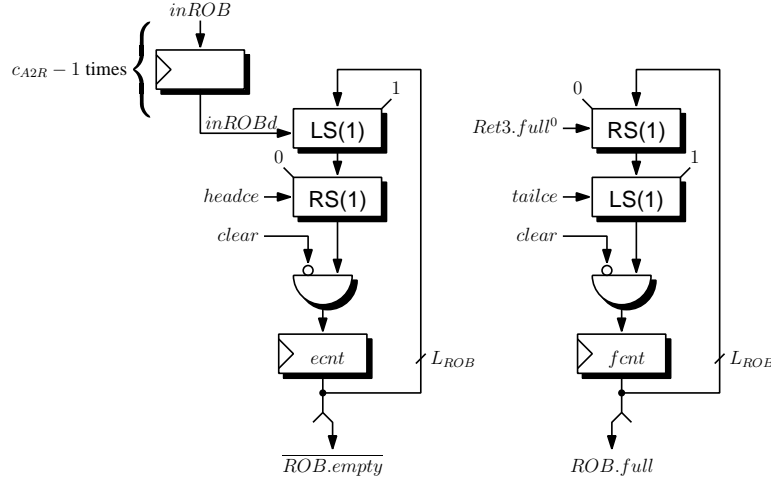 inROB
c_{A2R} − 1 times
inROBd
1
LS(1)
0
headce
RS(1)
clear
ecnt
L_{ROB}
\overline{ROB.empty}
0
Ret3.full^0
RS(1)
1
tailce
LS(1)
clear
fcnt
L_{ROB}
ROB.full